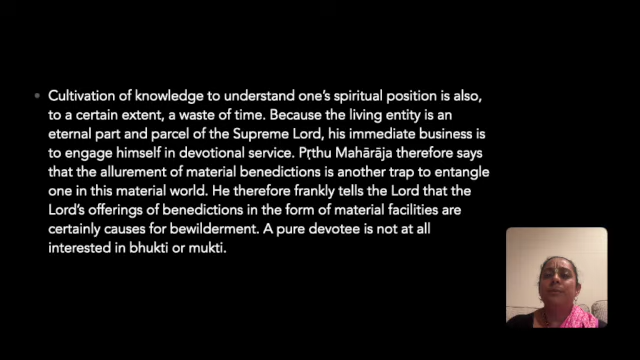 Cultivation of knowledge to understand one's spiritual position is also,
to a certain extent, a waste of time. Because the living entity is an
eternal part and parcel of the Supreme Lord, his immediate business is
to engage himself in devotional service. Pṛthu Mahārāja therefore says
that the allurement of material benedictions is another trap to entangle
one in this material world. He therefore frankly tells the Lord that the
Lord's offerings of benedictions in the form of material facilities are
certainly causes for bewilderment. A pure devotee is not at all
interested in bhukti or mukti.